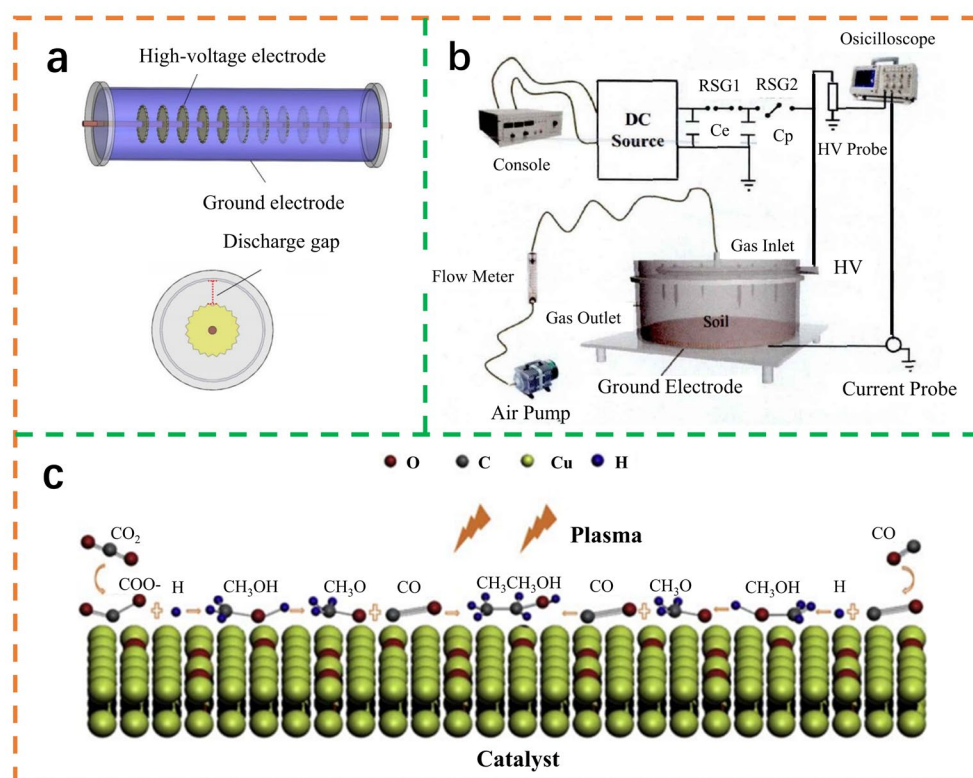 a
High-voltage electrode
Ground electrode
Discharge gap
b
Osicilloscope
RSG1
RSG2
DC
Source
Ce
Cp
HV Probe
Console
Gas Inlet
HV
Flow Meter
Gas Outlet
Soil
Ground Electrode
Current Probe
Air Pump
c
O C Cu H
Plasma
CO₂
CO
COO- H CH₃OH CH₃O CO CH₃CH₂OH CO CH₃O CH₃OH H
Catalyst